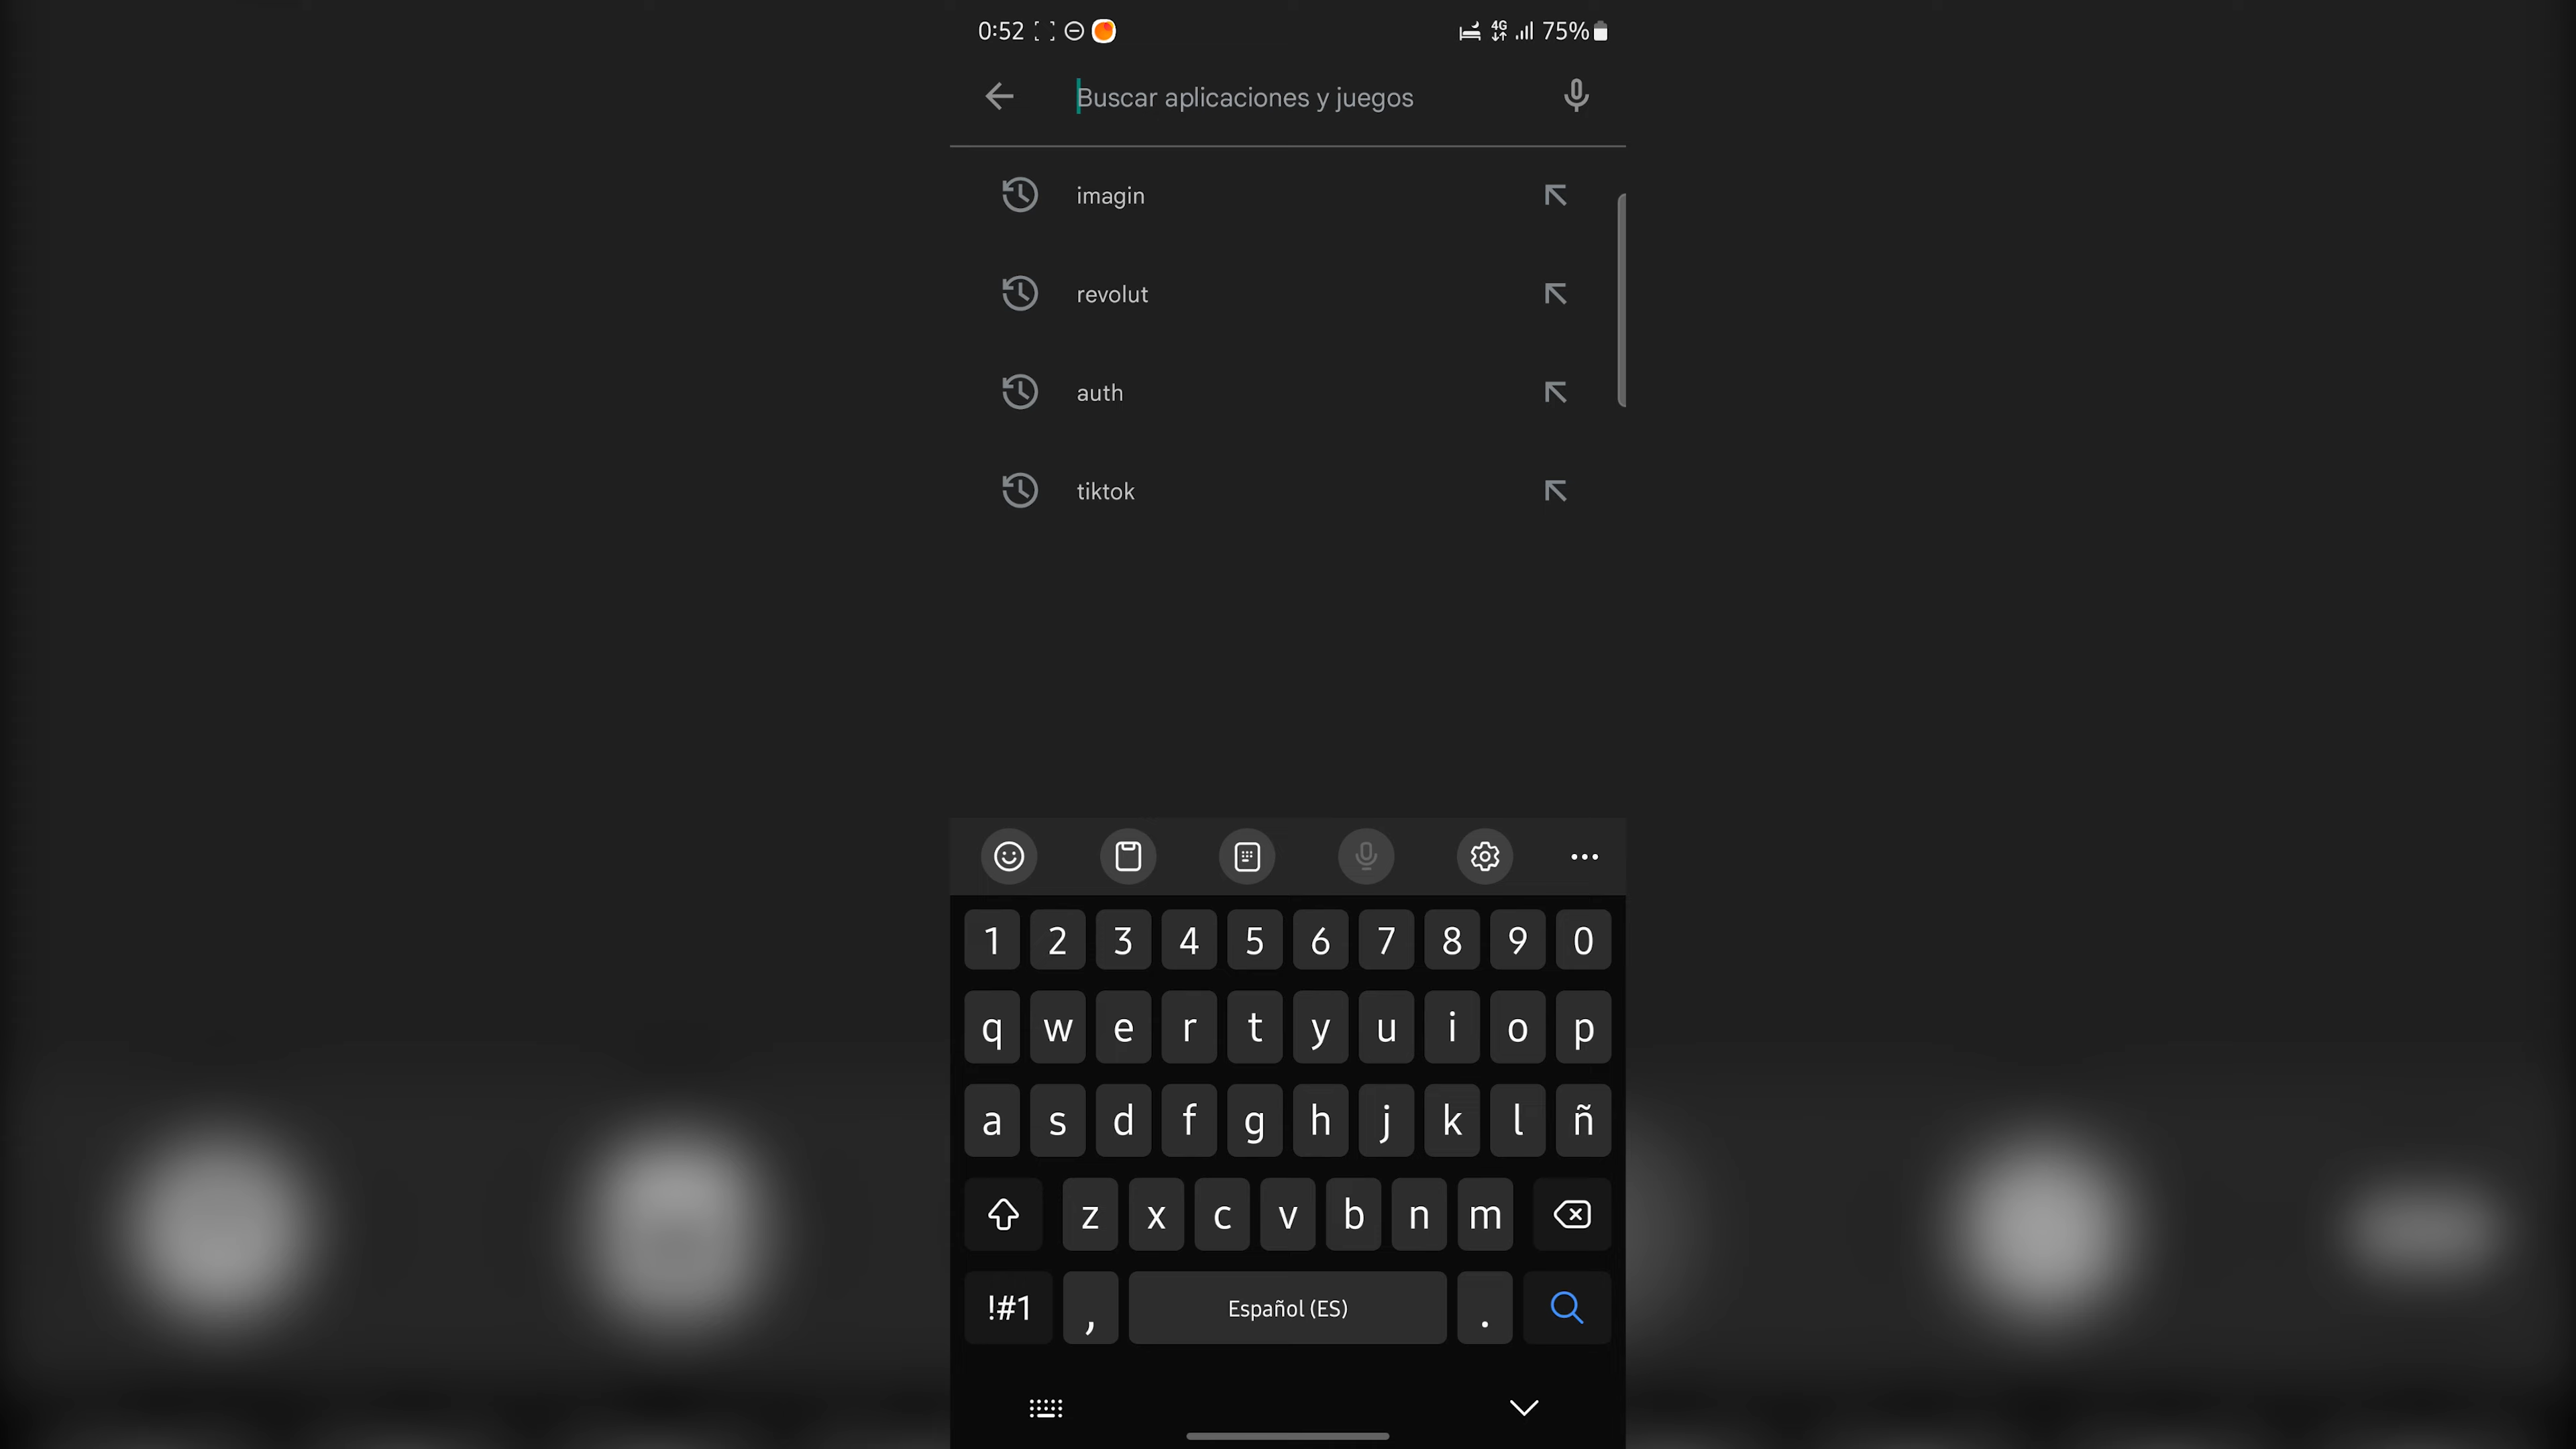 0:52 4G 75%
Buscar aplicaciones y juegos
imagin
revolut
auth
tiktok
1 2 3 4 5 6 7 8 9 0
q w e r t y u i o p
a s d f g h j k l ñ
z x c v b n m
!#1 , Español (ES) .